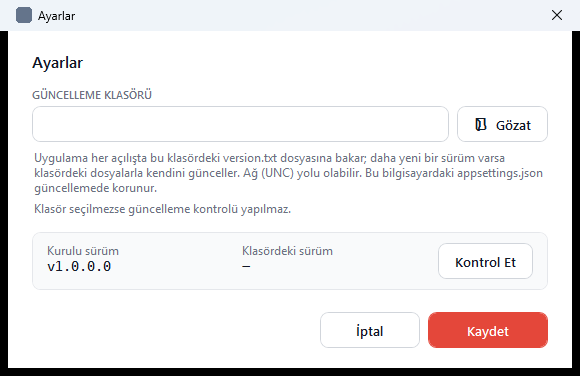 Ayarlar
Ayarlar
GÜNCELLEME KLASÖRÜ
Gözat
Uygulama her açılışta bu klasördeki version.txt dosyasına bakar; daha yeni bir sürüm varsa
klasördeki dosyalarla kendini günceller. Ağ (UNC) yolu olabilir. Bu bilgisayardaki appsettings.json
güncellemede korunur.
Klasör seçilmezse güncelleme kontrolü yapılmaz.
Kurulu sürüm
v1.0.0.0
Klasördeki sürüm
—
Kontrol Et
İptal
Kaydet